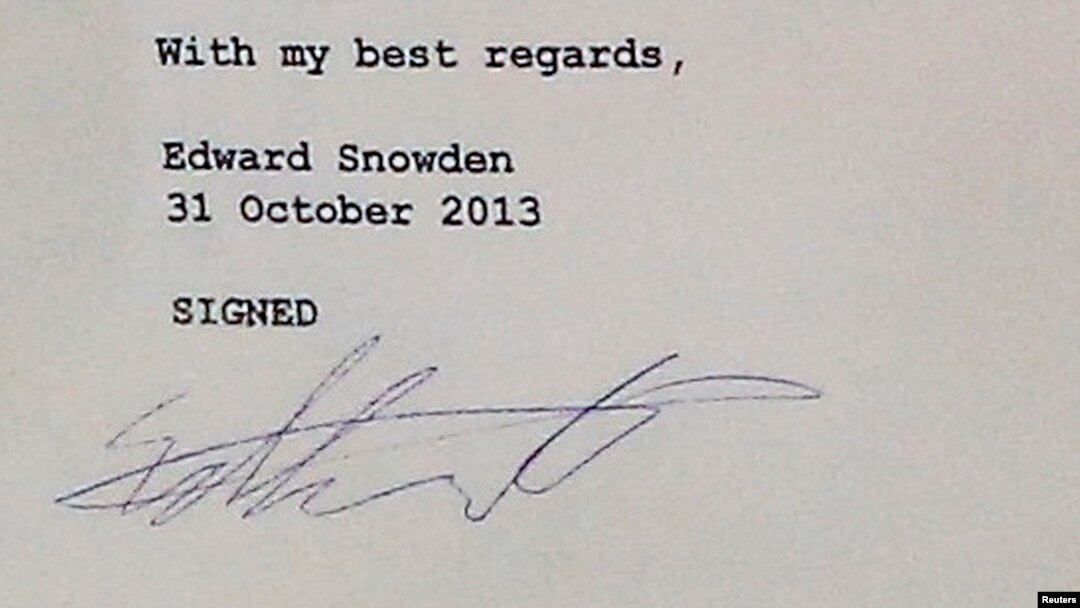 With my best regards,
Edward Snowden
31 October 2013
SIGNED
Reuters